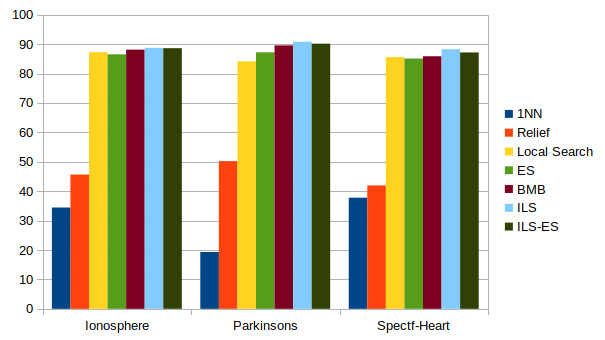 100
90
80
70
60
50
40
30
20
10
0
Ionosphere
Parkinsons
Spectf-Heart
1NN
Relief
Local Search
ES
BMB
ILS
ILS-ES